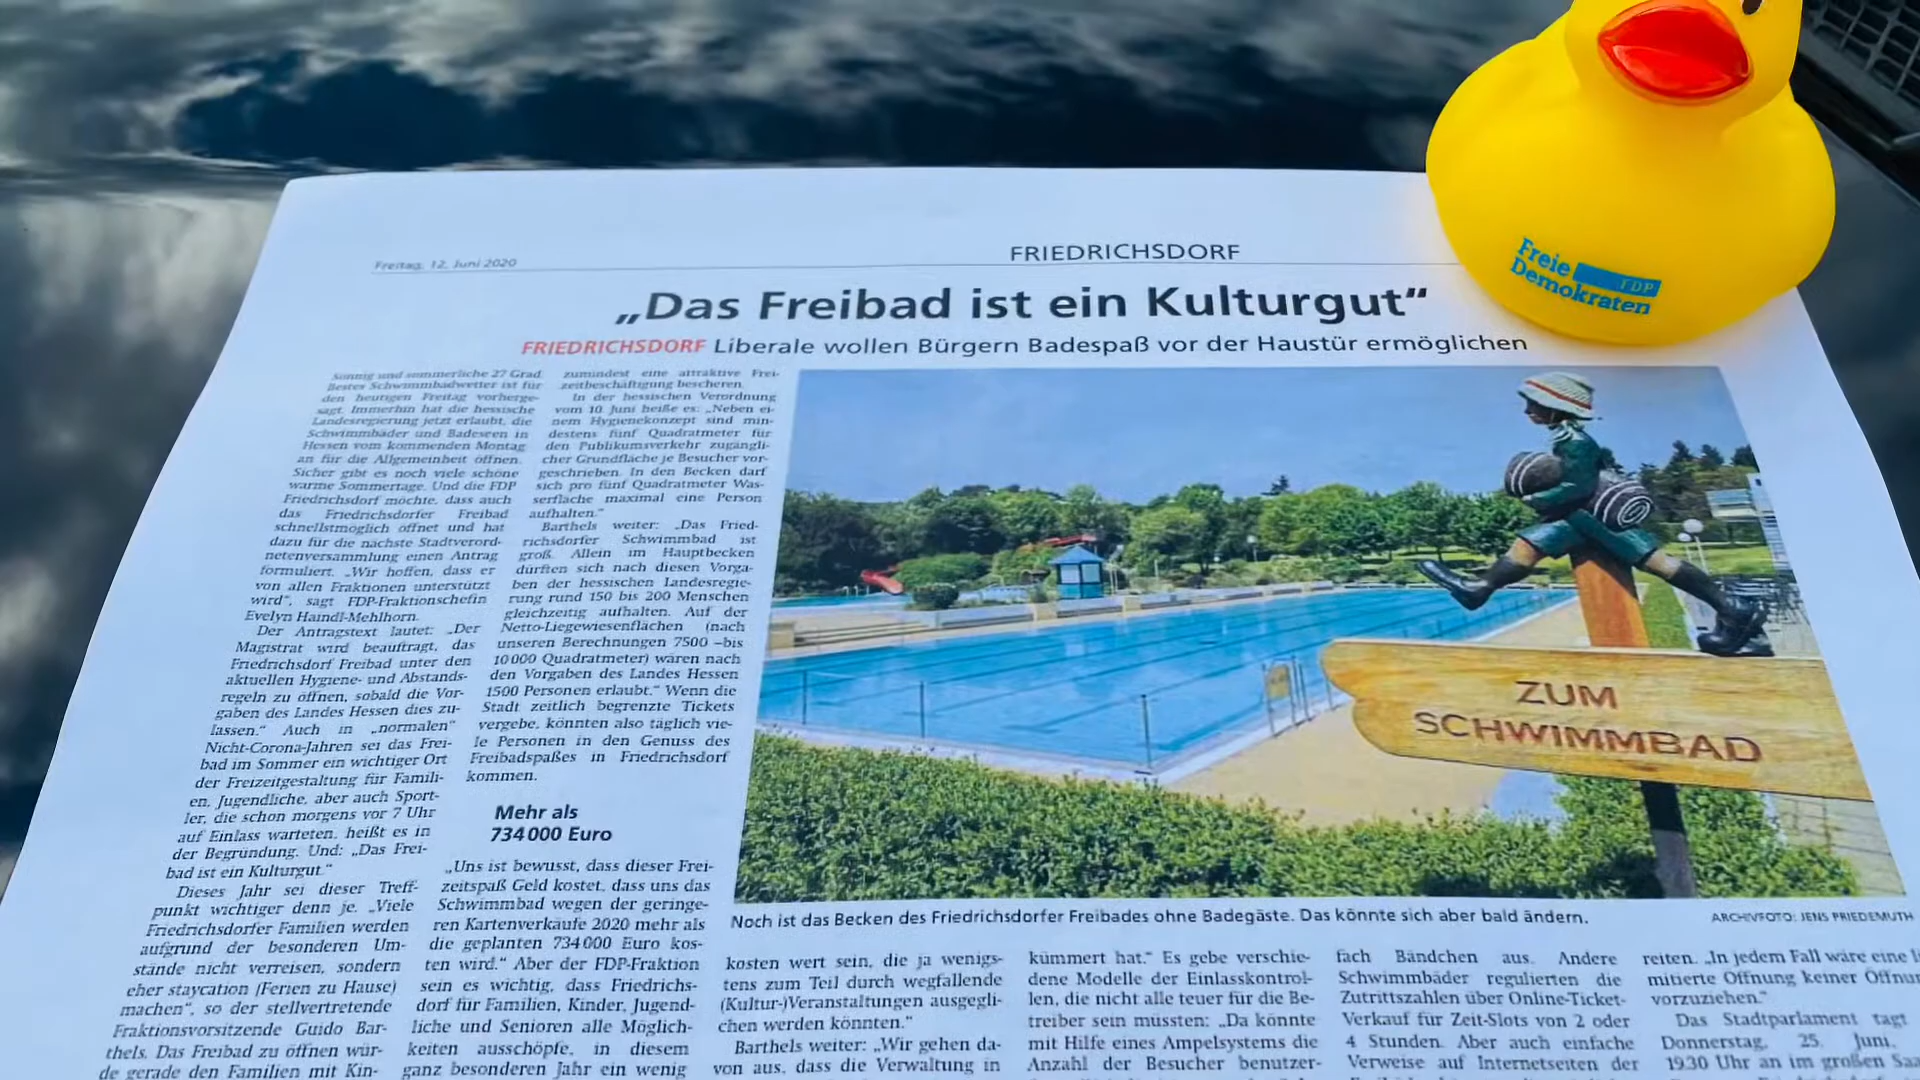 Freie
FDP
Demokraten
Freitag, 12. Juni 2020
FRIEDRICHSDORF
„Das Freibad ist ein Kulturgut“
FRIEDRICHSDORF Liberale wollen Bürgern Badespaß vor der Haustür ermöglichen
Sonnig und sommerliche 27 Grad.
Bestes Schwimmbadwetter ist für
den heutigen Freitag vorherge-
sagt. Immerhin hat die hessische
Landesregierung jetzt erlaubt, die
Schwimmbäder und Badeseen in
Hessen vom kommenden Montag
an für die Allgemeinheit öffnen.
Sicher gibt es noch viele schöne
warme Sommertage. Und die FDP
Friedrichsdorf möchte, dass auch
das Friedrichsdorfer Freibad
schnellstmöglich öffnet und hat
dazu für die nächste Stadtverord-
netenversammlung einen Antrag
formuliert. „Wir hoffen, dass er
von allen Fraktionen unterstützt
wird“, sagt FDP-Fraktionschefin
Evelyn Haindl-Mehlhorn.
Der Antragstext lautet: „Der
Magistrat wird beauftragt, das
Friedrichsdorf Freibad unter den
aktuellen Hygiene- und Abstands-
regeln zu öffnen, sobald die Vor-
gaben des Landes Hessen dies zu-
lassen.“ Auch in „normalen“
Nicht-Corona-Jahren sei das Frei-
bad im Sommer ein wichtiger Ort
der Freizeitgestaltung für Famili-
en, Jugendliche, aber auch Sport-
ler, die schon morgens vor 7 Uhr
auf Einlass warteten, heißt es in
der Begründung. Und: „Das Frei-
bad ist ein Kulturgut.“
Dieses Jahr sei dieser Treff-
punkt wichtiger denn je. „Viele
Friedrichsdorfer Familien werden
aufgrund der besonderen Um-
stände nicht verreisen, sondern
eher staycation (Ferien zu Hause)
machen“, so der stellvertretende
Fraktionsvorsitzende Guido Bar-
thels. Das Freibad zu öffnen wür-
de gerade den Familien mit Kin-
zumindest eine attraktive Frei-
zeitbeschäftigung bescheren.
In der hessischen Verordnung
vom 10. Juni heiße es: „Neben ei-
nem Hygienekonzept sind min-
destens fünf Quadratmeter für
den Publikumsverkehr zugängli-
cher Grundfläche je Besucher vor-
geschrieben. In den Becken darf
sich pro fünf Quadratmeter Was-
serfläche maximal eine Person
aufhalten.“
Barthels weiter: „Das Fried-
richsdorfer Schwimmbad ist
groß. Allein im Hauptbecken
dürften sich nach diesen Vorga-
ben der hessischen Landesregie-
rung rund 150 bis 200 Menschen
gleichzeitig aufhalten. Auf der
Netto-Liegewiesenflächen (nach
unseren Berechnungen 7500 –bis
10 000 Quadratmeter) wären nach
den Vorgaben des Landes Hessen
1500 Personen erlaubt.“ Wenn die
Stadt zeitlich begrenzte Tickets
vergebe, könnten also täglich vie-
le Personen in den Genuss des
Freibadspaßes in Friedrichsdorf
kommen.
Mehr als
734 000 Euro
„Uns ist bewusst, dass dieser Frei-
zeitspaß Geld kostet, dass uns das
Schwimmbad wegen der geringe-
ren Kartenverkäufe 2020 mehr als
die geplanten 734 000 Euro kos-
ten wird.“ Aber der FDP-Fraktion
sein es wichtig, dass Friedrichs-
dorf für Familien, Kinder, Jugend-
liche und Senioren alle Möglich-
keiten ausschöpfe, in diesem
ganz besonderen Jahr ein wenig
ZUM
SCHWIMMBAD
Noch ist das Becken des Friedrichsdorfer Freibades ohne Badegäste. Das könnte sich aber bald ändern.
ARCHIVFOTO: JENS PRIEDEMUTH
kosten wert sein, die ja wenigs-
tens zum Teil durch wegfallende
(Kultur-)Veranstaltungen ausgegli-
chen werden könnten.“
Barthels weiter: „Wir gehen da-
von aus, dass die Verwaltung in
kümmert hat.“ Es gebe verschie-
dene Modelle der Einlasskontrol-
len, die nicht alle teuer für die Be-
treiber sein müssten: „Da könnte
mit Hilfe eines Ampelsystems die
Anzahl der Besucher benutzer-
fach Bändchen aus. Andere
Schwimmbäder regulierten die
Zutrittszahlen über Online-Ticket-
Verkauf für Zeit-Slots von 2 oder
4 Stunden. Aber auch einfache
Verweise auf Internetseiten der
reiten. „In jedem Fall wäre eine li
mitierte Öffnung keiner Öffnun
vorzuziehen.“
Das Stadtparlament tagt
Donnerstag, 25. Juni,
19.30 Uhr an im großen Saa